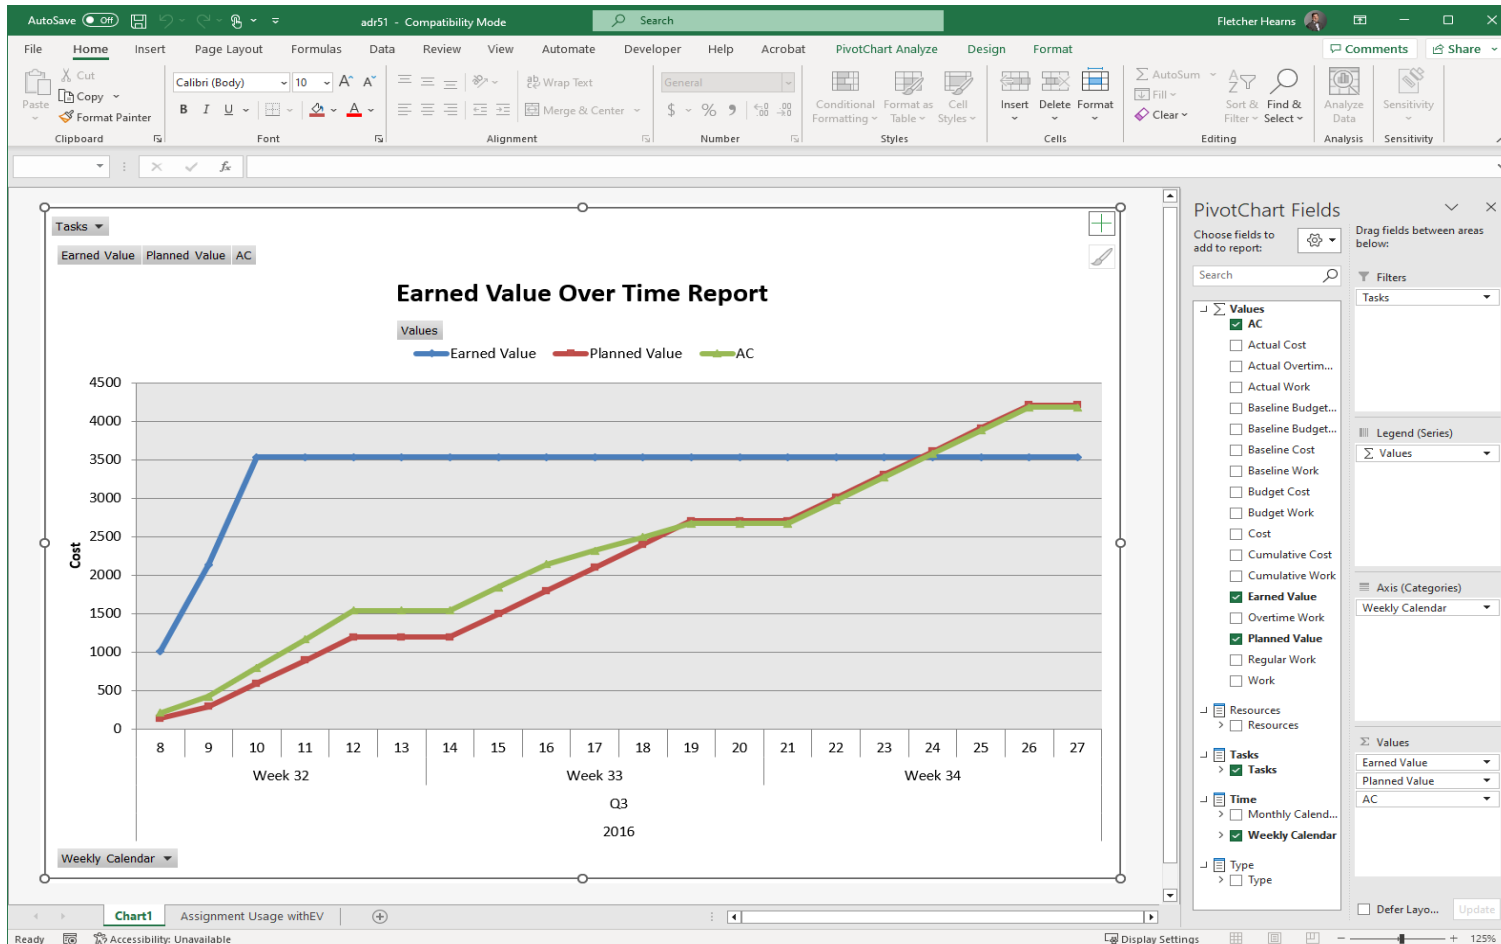 AutoSave Off adr51 - Compatibility Mode Search Fletcher Hearns
File Home Insert Page Layout Formulas Data Review View Automate Developer Help Acrobat PivotChart Analyze Design Format Comments Share
Paste
Cut
Copy
Format Painter
Clipboard
Calibri (Body) 10 A A
B I U A
Font
ab Wrap Text
Merge & Center
Alignment
General
$ % 9
Number
Conditional Formatting
Format as Table
Cell Styles
Styles
Insert Delete Format
Cells
AutoSum
Fill
Clear
Sort & Filter
Find & Select
Editing
Analyze Data
Analysis
Sensitivity
Sensitivity
fx
Tasks
Earned Value Planned Value AC
Earned Value Over Time Report
Values
Earned Value Planned Value AC
Cost
4500
4000
3500
3000
2500
2000
1500
1000
500
0
8 9 10 11 12 13 14 15 16 17 18 19 20 21 22 23 24 25 26 27
Week 32 Week 33 Week 34
Q3
2016
Weekly Calendar
PivotChart Fields
Choose fields to
add to report:
Search
Values
AC
Actual Cost
Actual Overtim...
Actual Work
Baseline Budget...
Baseline Budget...
Baseline Cost
Baseline Work
Budget Cost
Budget Work
Cost
Cumulative Cost
Cumulative Work
Earned Value
Overtime Work
Planned Value
Regular Work
Work
Resources
Resources
Tasks
Tasks
Time
Monthly Calend...
Weekly Calendar
Type
Type
Drag fields between areas
below:
Filters
Tasks
Legend (Series)
Σ Values
Axis (Categories)
Weekly Calendar
Σ Values
Earned Value
Planned Value
AC
Defer Layo... Update
Chart1 Assignment Usage withEV
Ready Accessibility: Unavailable Display Settings 125%